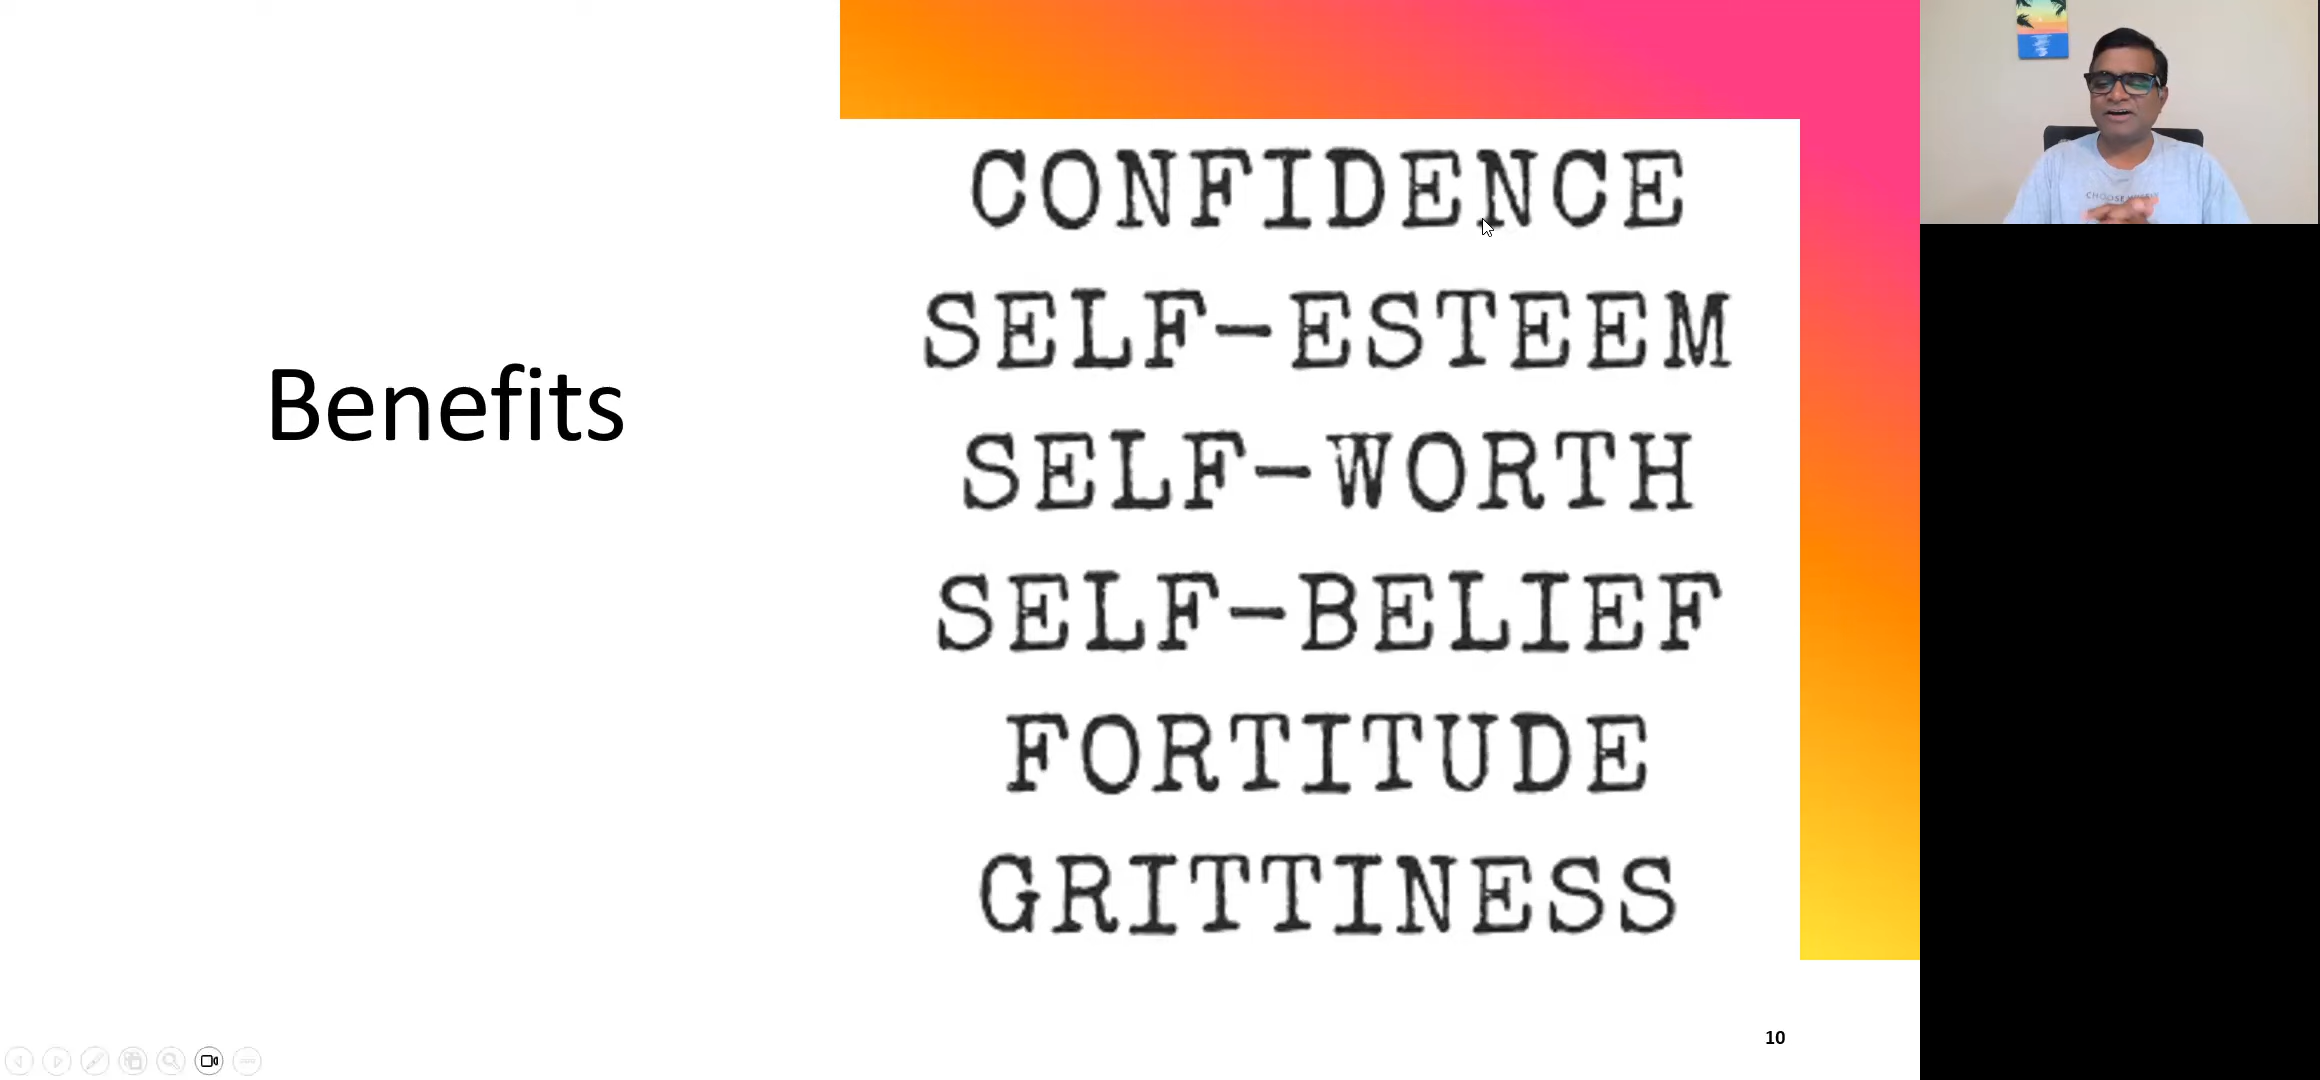 Benefits
CONFIDENCE
SELF-ESTEEM
SELF-WORTH
SELF-BELIEF
FORTITUDE
GRITTINESS
10